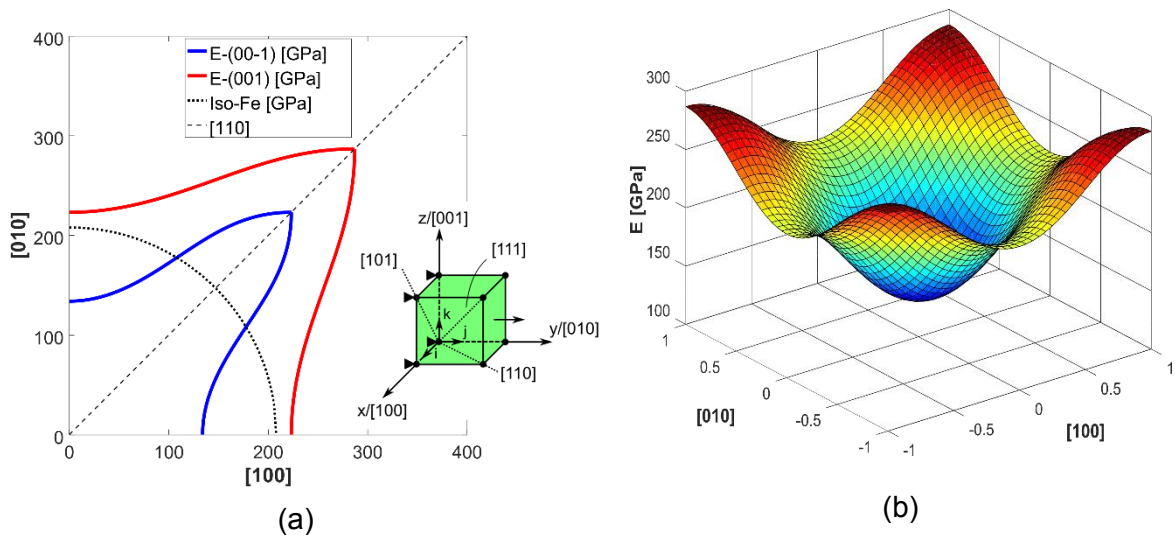 400
300
200
100
0
[010]
E-(00-1) [GPa]
E-(001) [GPa]
Iso-Fe [GPa]
[110]
z/[001]
[111]
[101]
k
j
i
y/[010]
[110]
x/[100]
0
100
200
300
400
[100]
(a)
300
250
200
150
100
E [GPa]
1
0.5
0
-0.5
-1
[010]
-1
-0.5
0
0.5
1
[100]
(b)